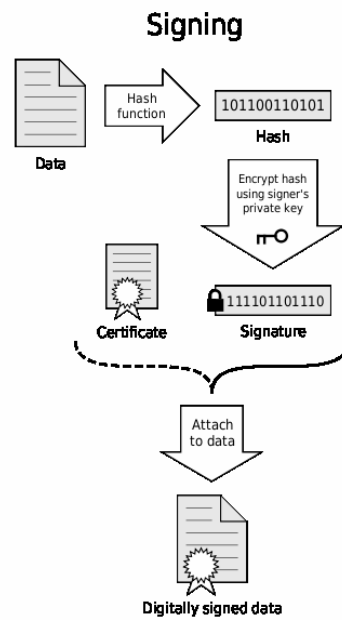 Signing
Hash
function
101100110101
Data
Hash
Encrypt hash
using signer's
private key
111101101110
Certificate
Signature
Attach
to data
Digitally signed data